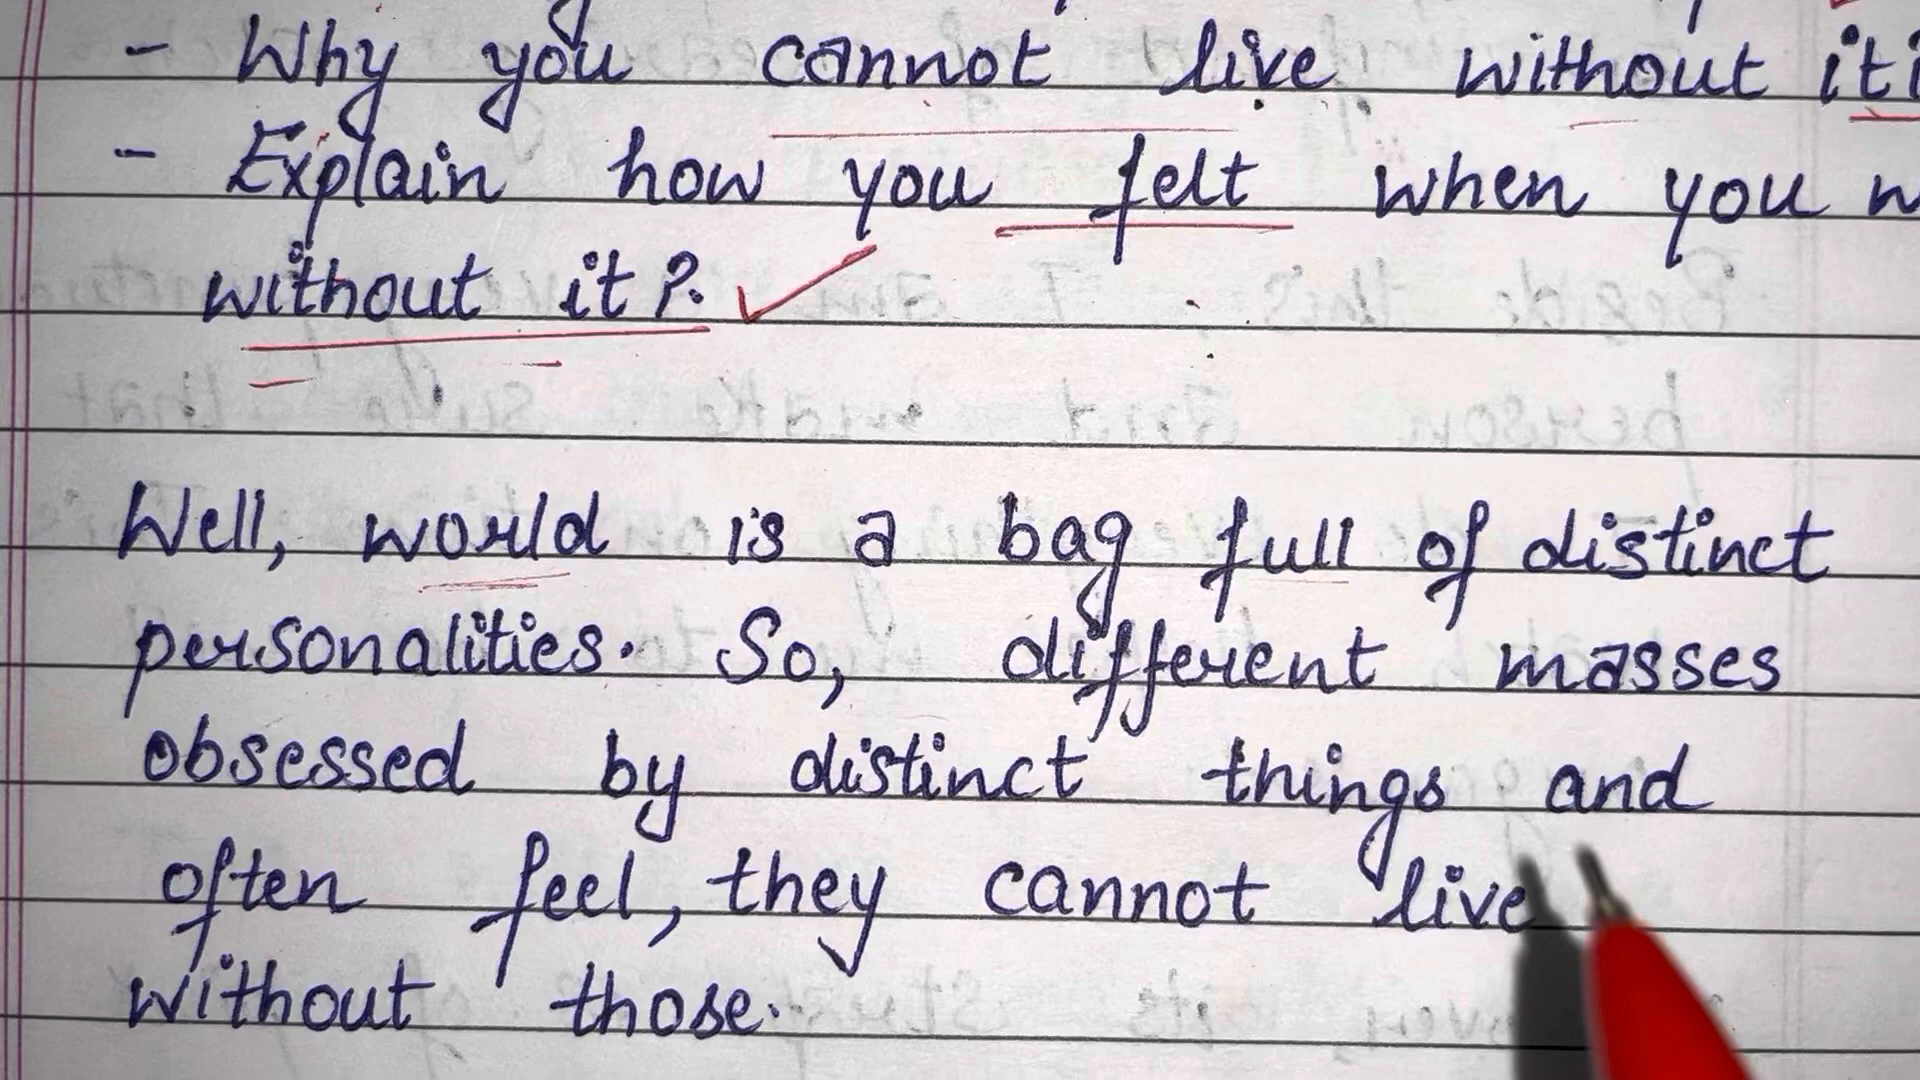 - Why you cannot live without it
- Explain how you felt when you
without it?
Well, world is a bag full of distinct
personalities. So, different masses
obsessed by distinct things and
often feel, they cannot live
without those.